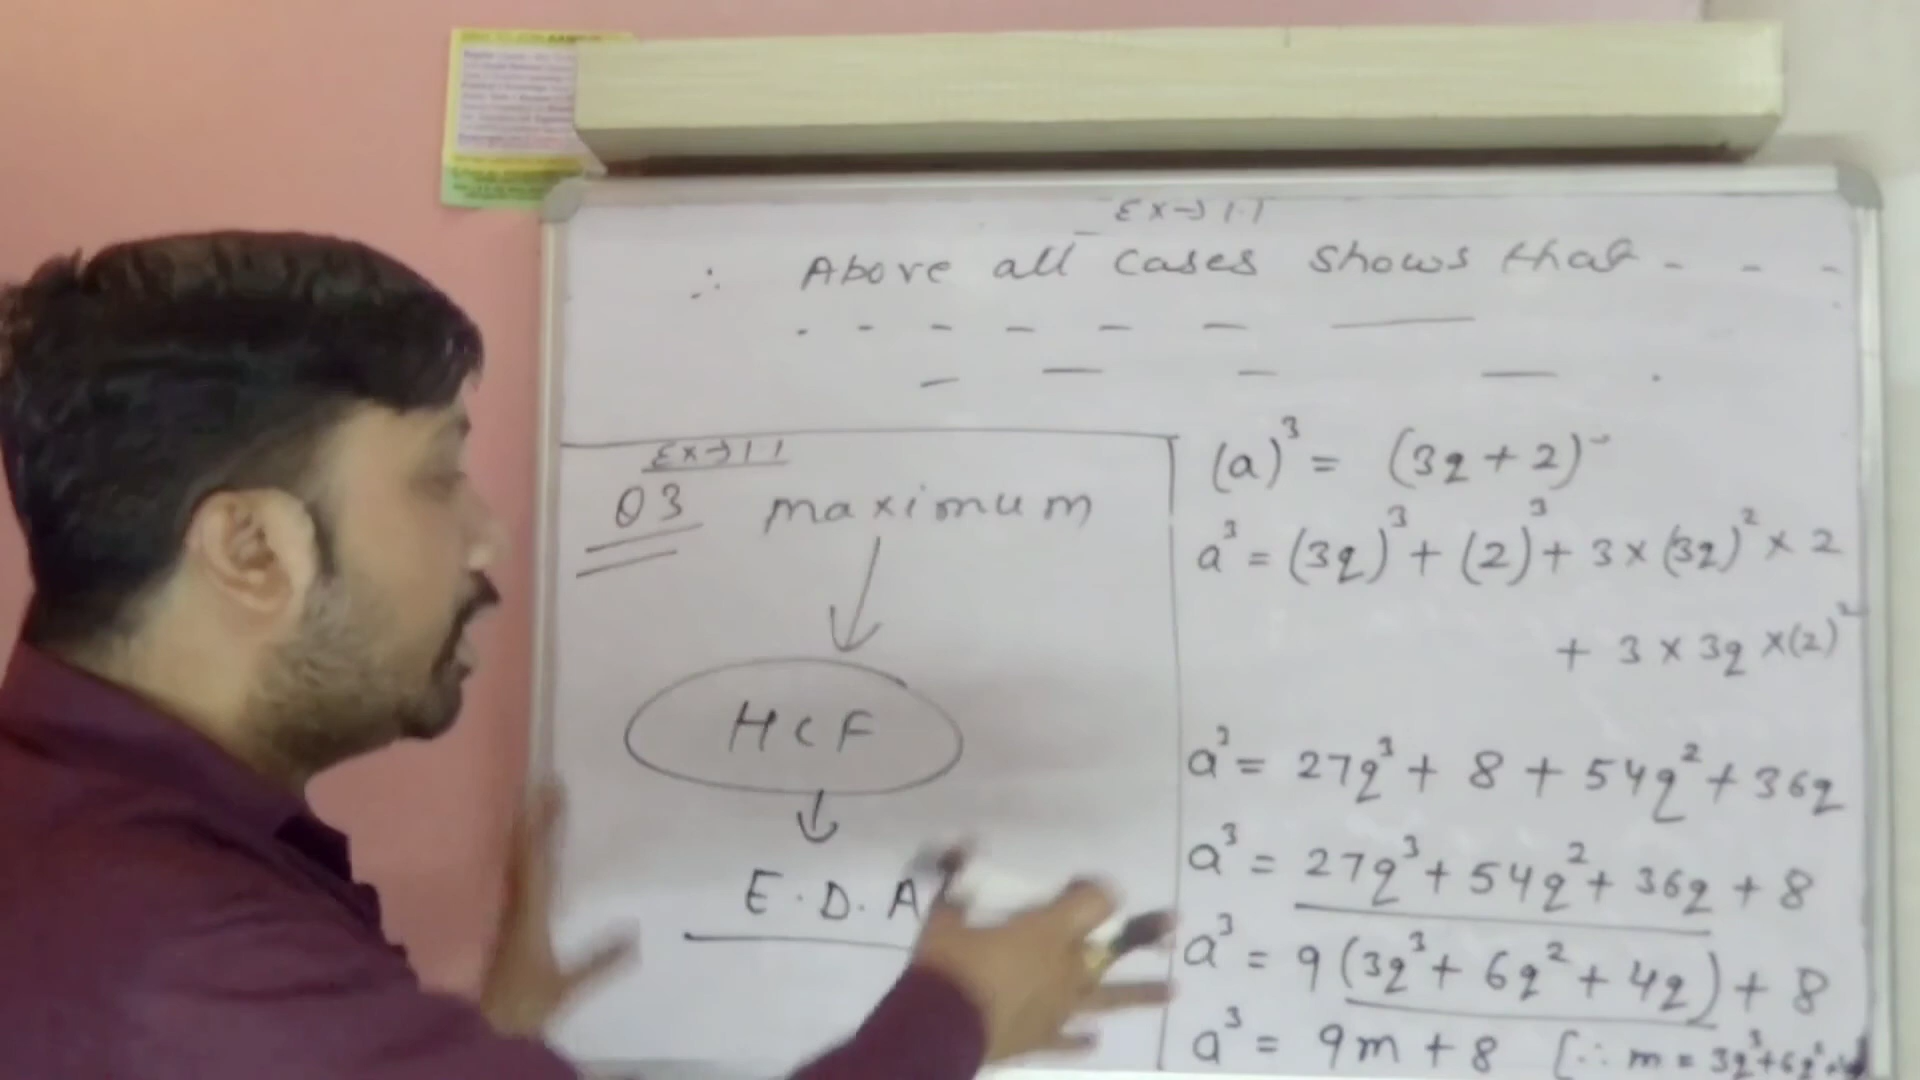 Ex→1.1
∴ Above all cases shows that - - -
Ex→1.1
Q3 maximum
HCF
E.D.A
(a)³ = (3q+2)
a³ = (3q)³ + (2)³ + 3×(3q)²×2
+ 3 × 3q ×(2)²
a³ = 27q³ + 8 + 54q² + 36q
a³ = 27q³ + 54q² + 36q + 8
a³ = 9(3q³ + 6q² + 4q) + 8
a³ = 9m + 8 [∴ m = 3q³+6q²